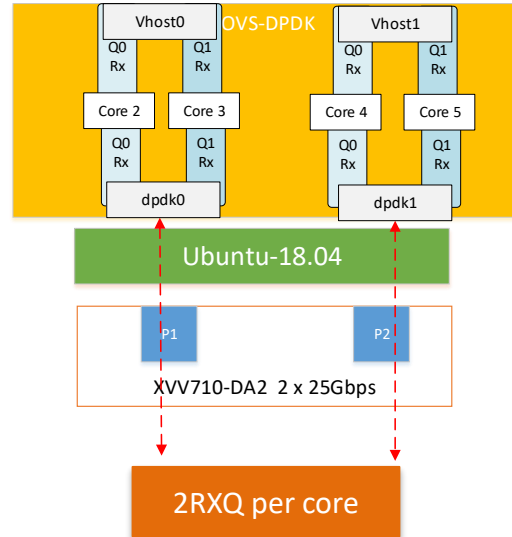 Vhost0
OVS-DPDK
Vhost1
Q0
Rx
Q1
Rx
Q0
Rx
Q1
Rx
Core 2
Core 3
Core 4
Core 5
Q0
Rx
Q1
Rx
Q0
Rx
Q1
Rx
dpdk0
dpdk1
Ubuntu-18.04
P1
P2
XVV710-DA2 2 x 25Gbps
2RXQ per core